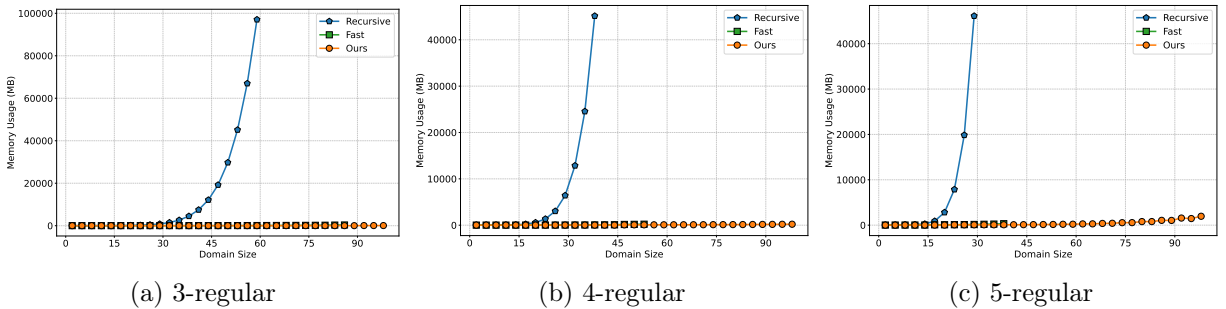 Memory Usage (MB)
100000
80000
60000
40000
20000
0
0 15 30 45 60 75 90
Domain Size
Recursive
Fast
Ours
(a) 3-regular
Memory Usage (MB)
40000
30000
20000
10000
0
0 15 30 45 60 75 90
Domain Size
Recursive
Fast
Ours
(b) 4-regular
Memory Usage (MB)
40000
30000
20000
10000
0
0 15 30 45 60 75 90
Domain Size
Recursive
Fast
Ours
(c) 5-regular